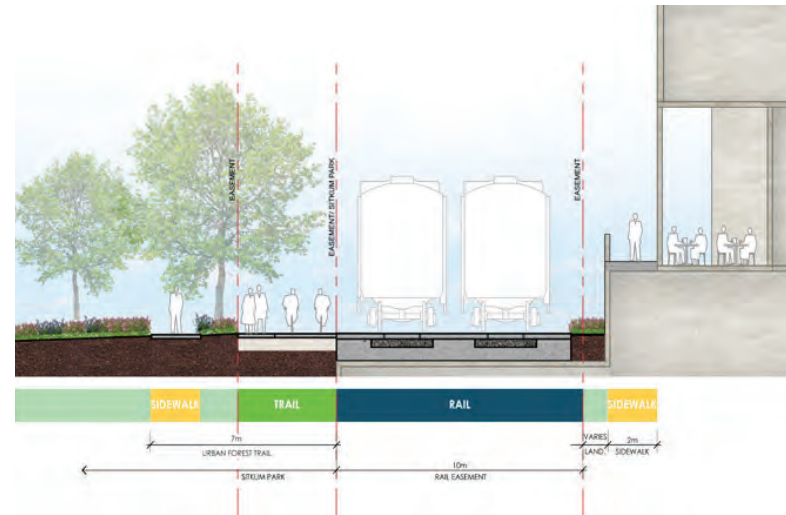 EASEMENT
EASEMENT/ SITKUM PARK
EASEMENT
SIDEWALK
TRAIL
RAIL
SIDEWALK
7m
URBAN FOREST TRAIL
VARIES
LAND.
2m
SIDEWALK
SITKUM PARK
10m
RAIL EASEMENT